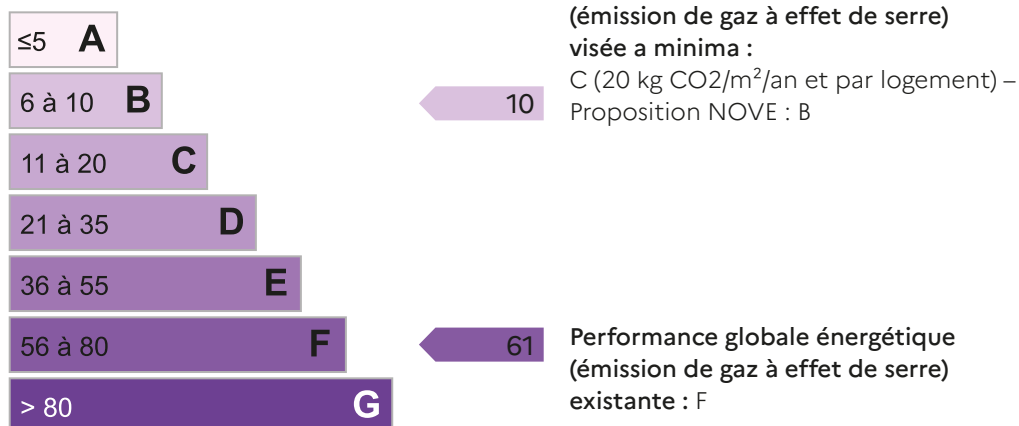 ≤5 A
6 à 10 B
11 à 20 C
21 à 35 D
36 à 55 E
56 à 80 F
> 80 G
10
61
(émission de gaz à effet de serre)
visée a minima :
C (20 kg CO2/m²/an et par logement) –
Proposition NOVE : B
Performance globale énergétique
(émission de gaz à effet de serre)
existante : F